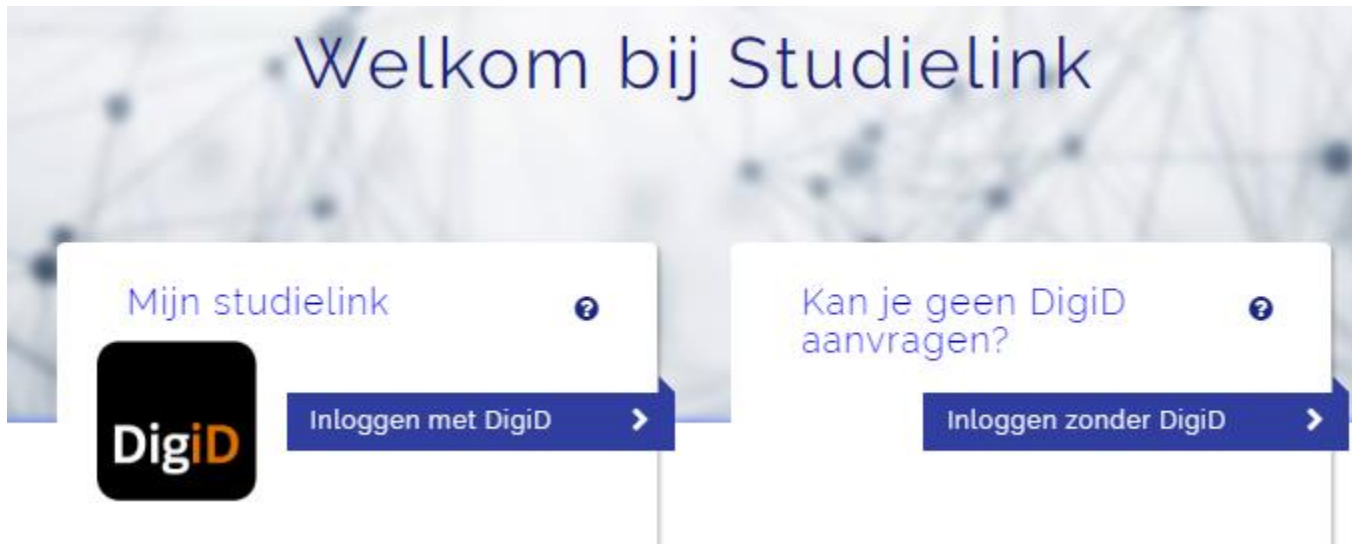 Welkom bij Studielink
Mijn studielink
DigiD
Inloggen met DigiD
Kan je geen DigiD
aanvragen?
Inloggen zonder DigiD